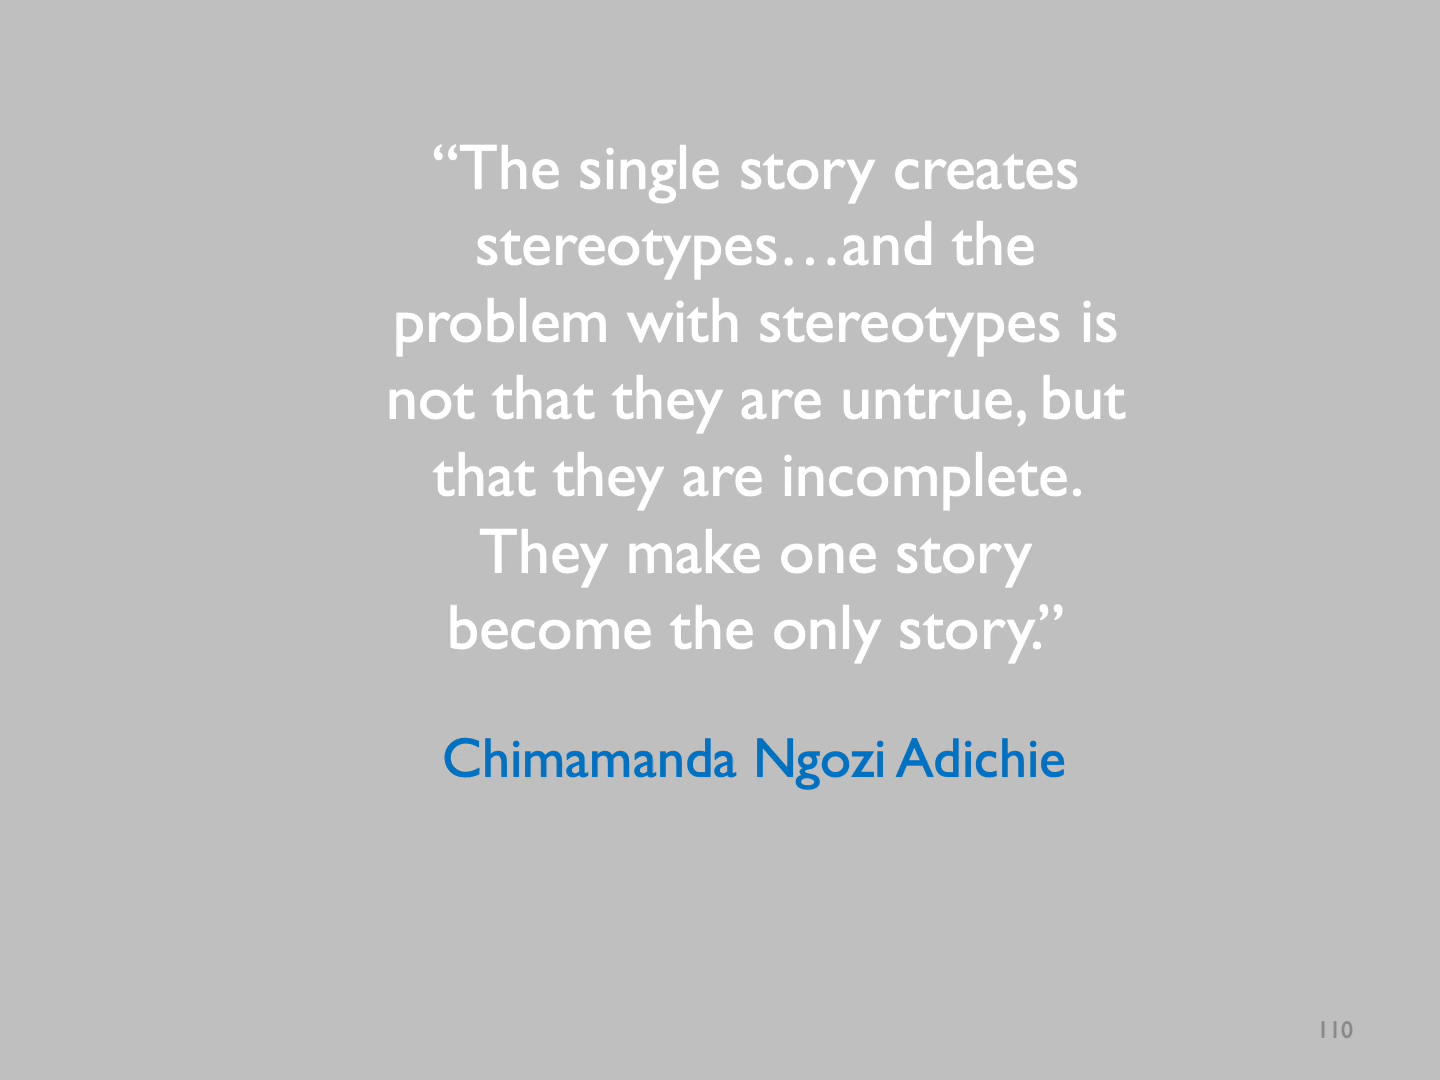 “The single story creates
stereotypes…and the
problem with stereotypes is
not that they are untrue, but
that they are incomplete.
They make one story
become the only story.”
Chimamanda Ngozi Adichie
110